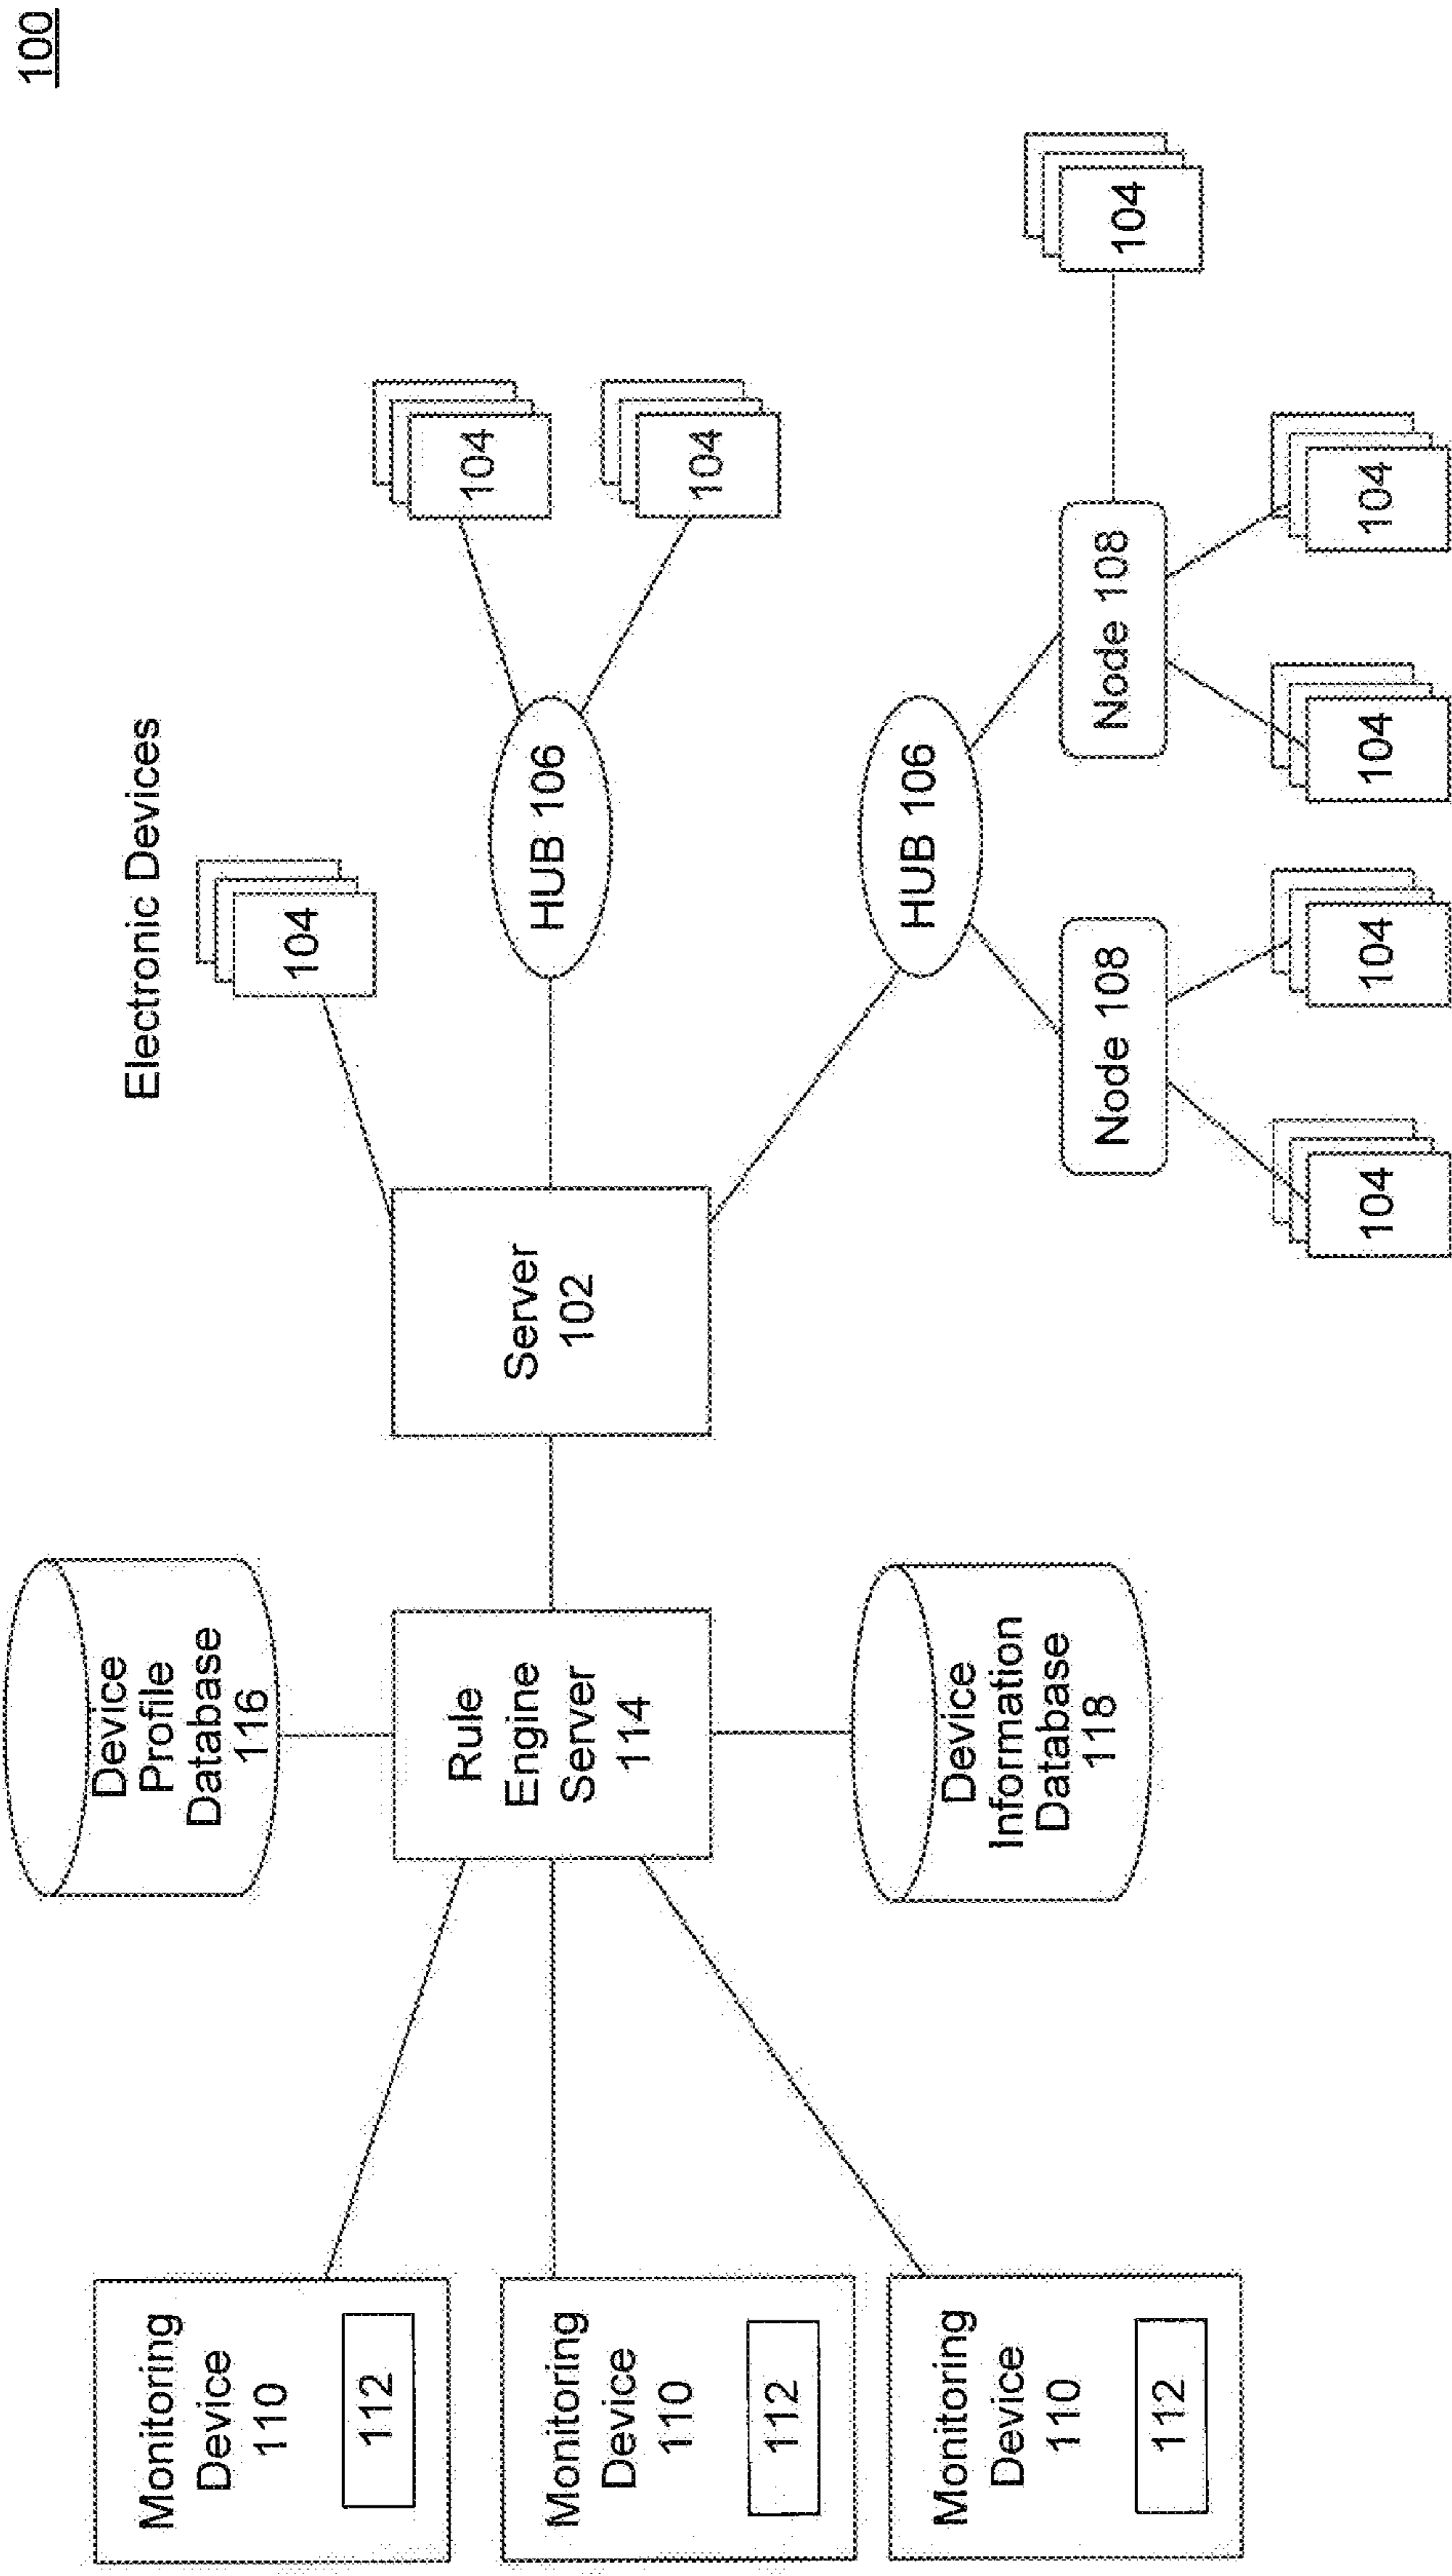 100
Electronic Devices
104
104
104
HUB 106
HUB 106
104
Node 108
Node 108
104
104
104
104
Server
102
Device
Profile
Database
116
Rule
Engine
Server
114
Device
Information
Database
118
Monitoring
Device
110
112
Monitoring
Device
110
112
Monitoring
Device
110
112